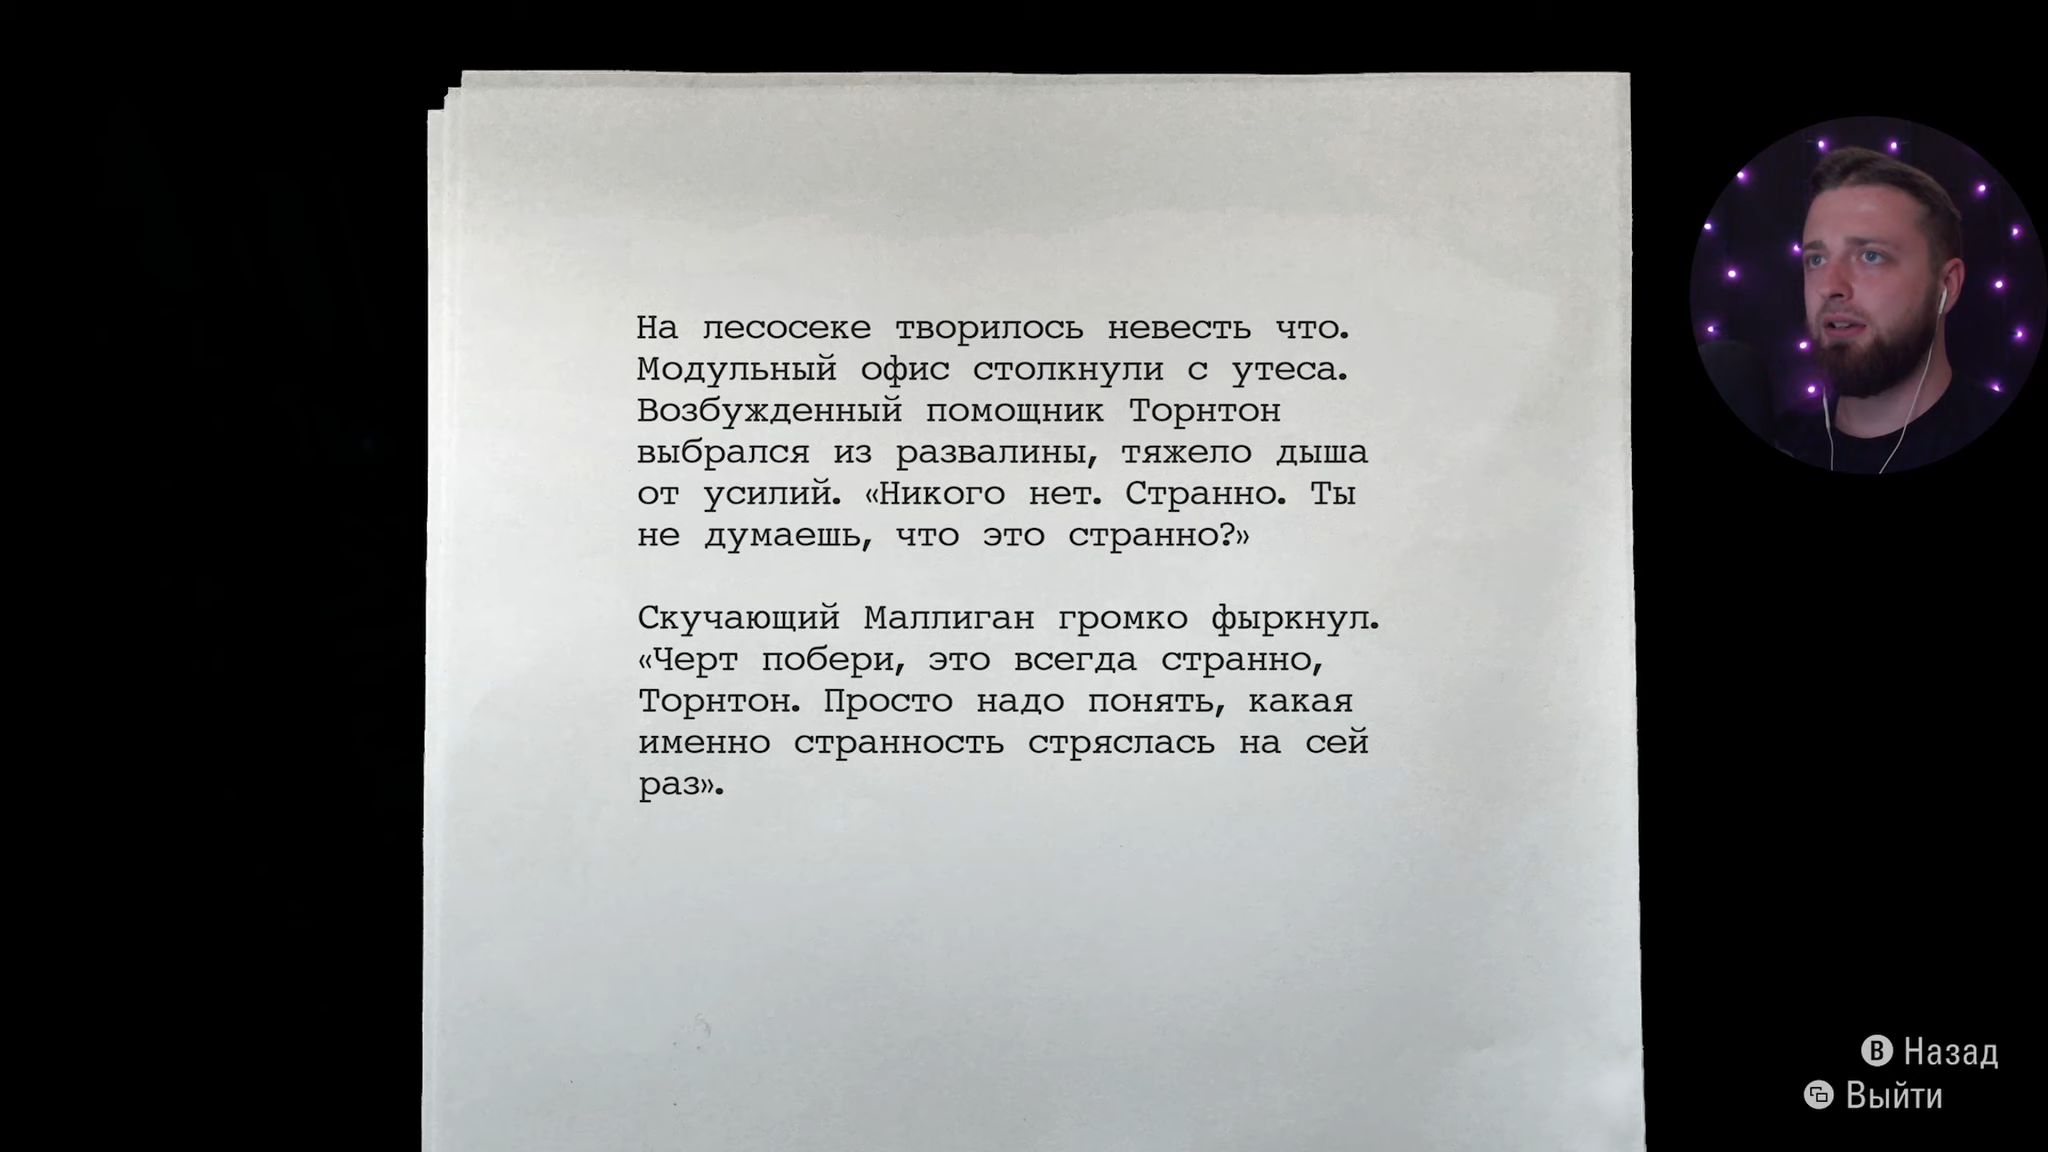 На лесосеке творилось невесть что.
Модульный офис столкнули с утеса.
Возбужденный помощник Торнтон
выбрался из развалины, тяжело дыша
от усилий. «Никого нет. Странно. Ты
не думаешь, что это странно?»
Скучающий Маллиган громко фыркнул.
«Черт побери, это всегда странно,
Торнтон. Просто надо понять, какая
именно странность стряслась на сей
раз».
B Назад
Выйти